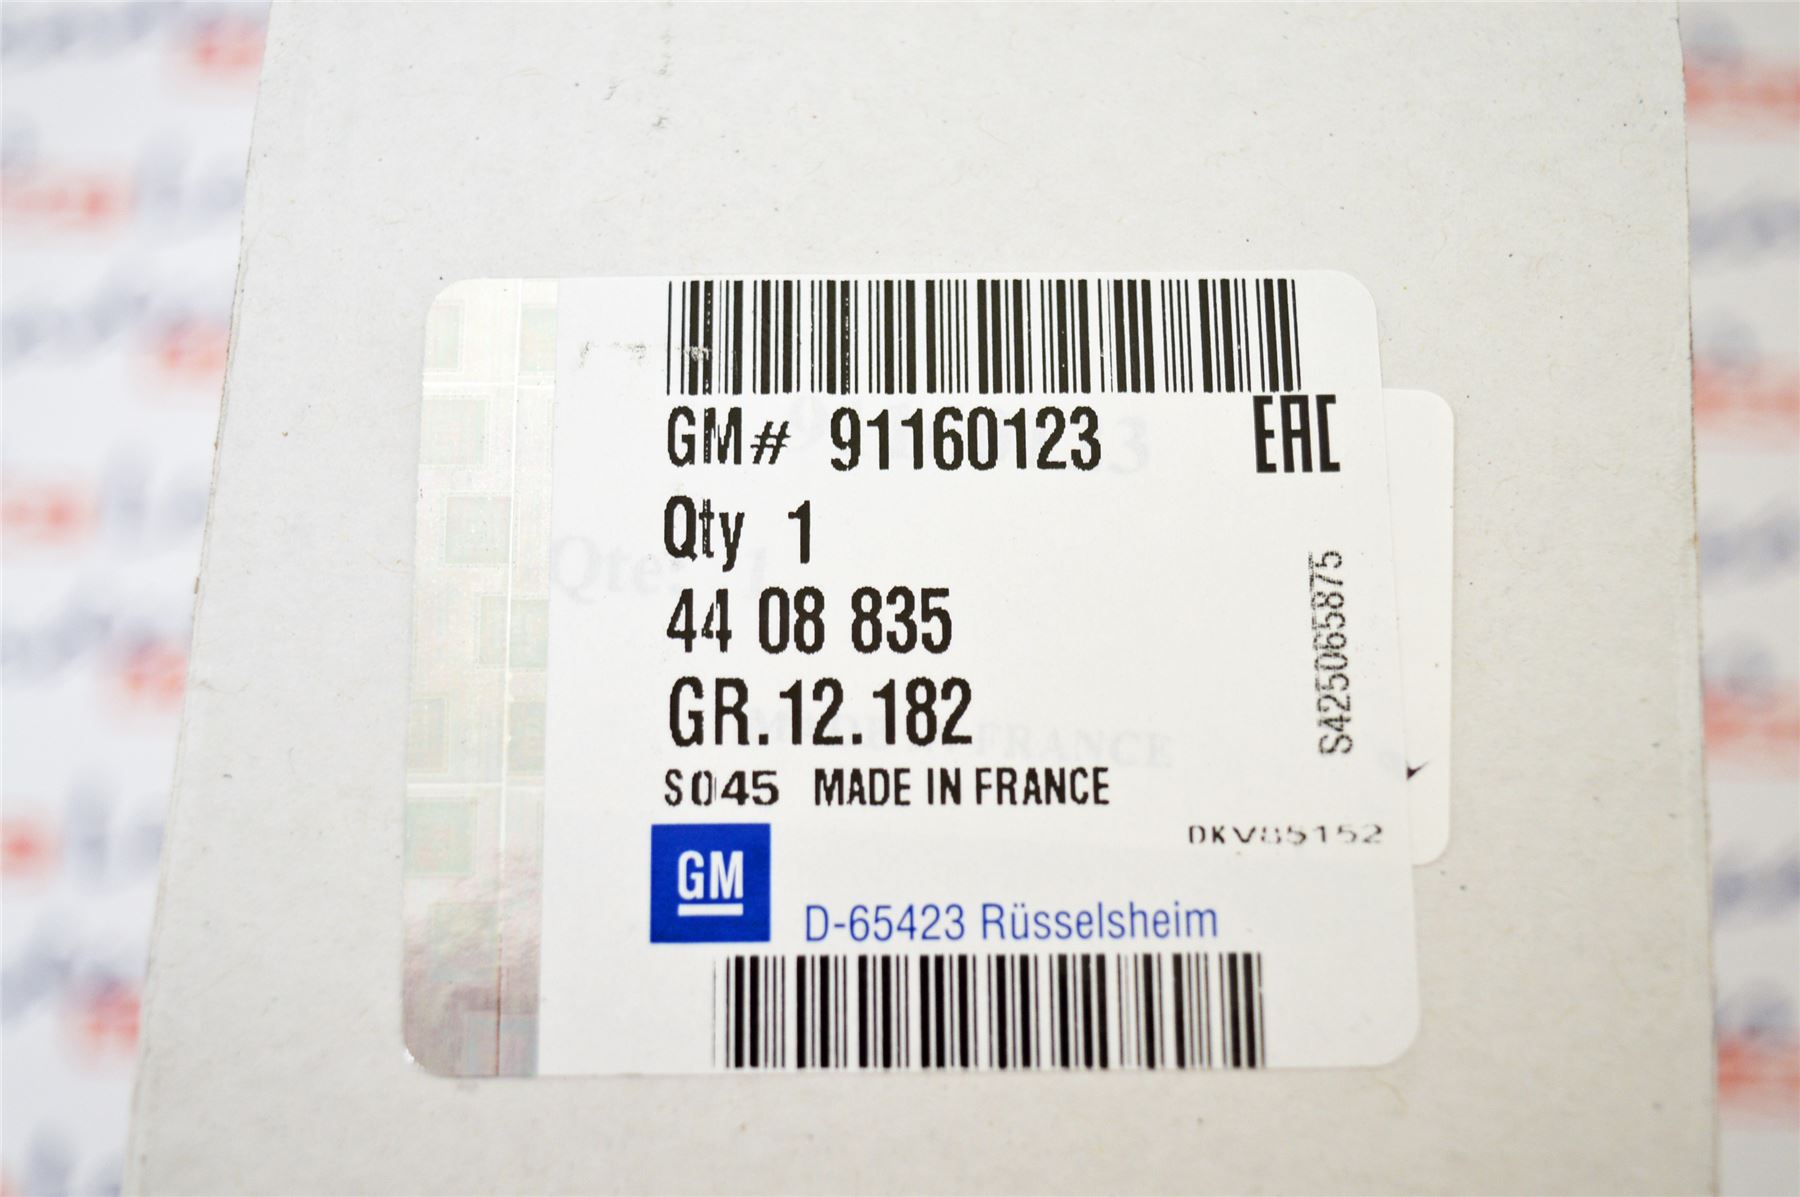 GM# 91160123
EAC
Qty 1
44 08 835
GR.12.182
S045 MADE IN FRANCE
S425065875
DKV85152
GM
D-65423 Rüsselsheim